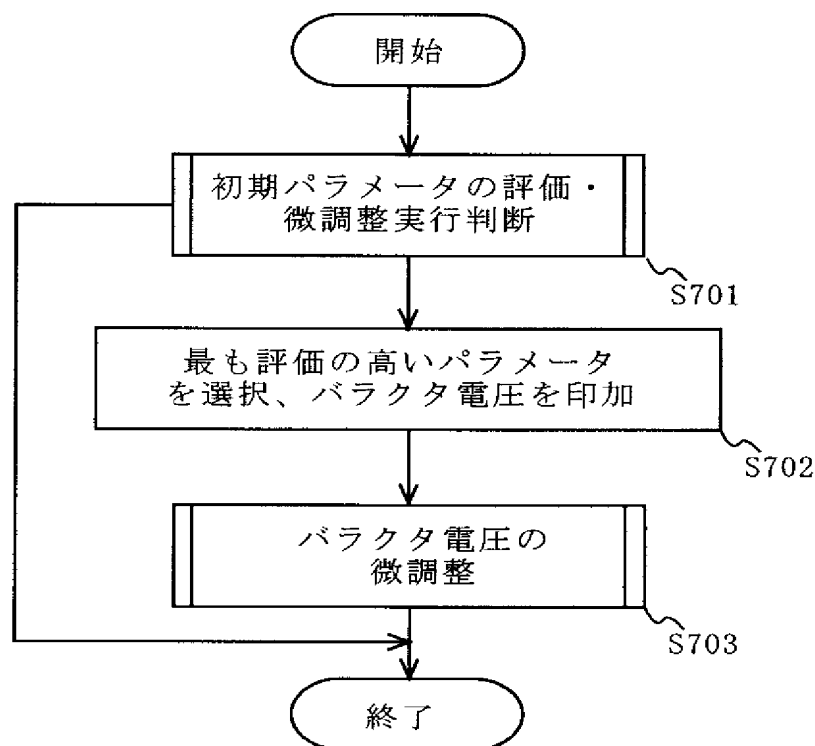 開始
初期パラメータの評価・
微調整実行判断
S701
最も評価の高いパラメータ
を選択、バラクタ電圧を印加
S702
バラクタ電圧の
微調整
S703
終了